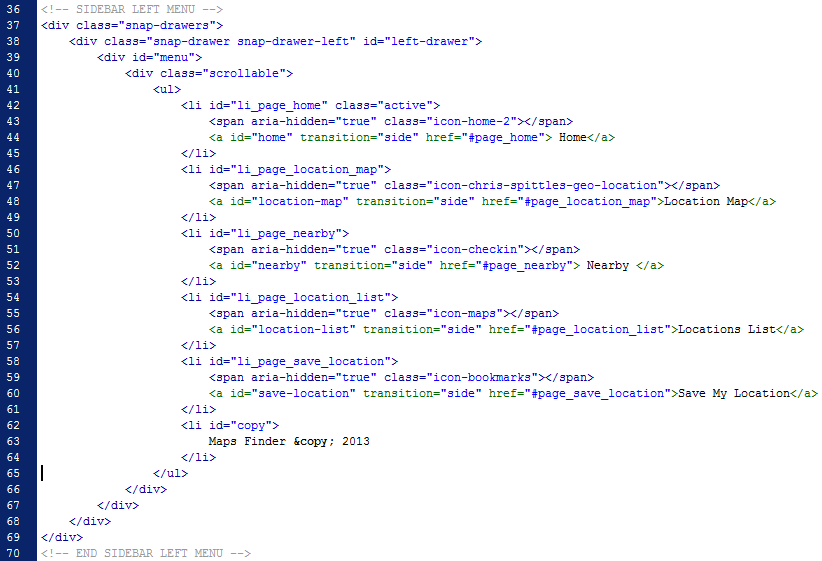 36 <!-- SIDEBAR LEFT MENU -->
37 <div class="snap-drawers">
38     <div class="snap-drawer snap-drawer-left" id="left-drawer">
39         <div id="menu">
40             <div class="scrollable">
41                 <ul>
42                     <li id="li_page_home" class="active">
43                         <span aria-hidden="true" class="icon-home-2"></span>
44                         <a id="home" transition="side" href="#page_home"> Home</a>
45                     </li>
46                     <li id="li_page_location_map">
47                         <span aria-hidden="true" class="icon-chris-spittles-geo-location"></span>
48                         <a id="location-map" transition="side" href="#page_location_map">Location Map</a>
49                     </li>
50                     <li id="li_page_nearby">
51                         <span aria-hidden="true" class="icon-checkin"></span>
52                         <a id="nearby" transition="side" href="#page_nearby"> Nearby </a>
53                     </li>
54                     <li id="li_page_location_list">
55                         <span aria-hidden="true" class="icon-maps"></span>
56                         <a id="location-list" transition="side" href="#page_location_list">Locations List</a>
57                     </li>
58                     <li id="li_page_save_location">
59                         <span aria-hidden="true" class="icon-bookmarks"></span>
60                         <a id="save-location" transition="side" href="#page_save_location">Save My Location</a>
61                     </li>
62                     <li id="copy">
63                         Maps Finder &copy; 2013
64                     </li>
65                 </ul>
66             </div>
67         </div>
68     </div>
69 </div>
70 <!-- END SIDEBAR LEFT MENU -->